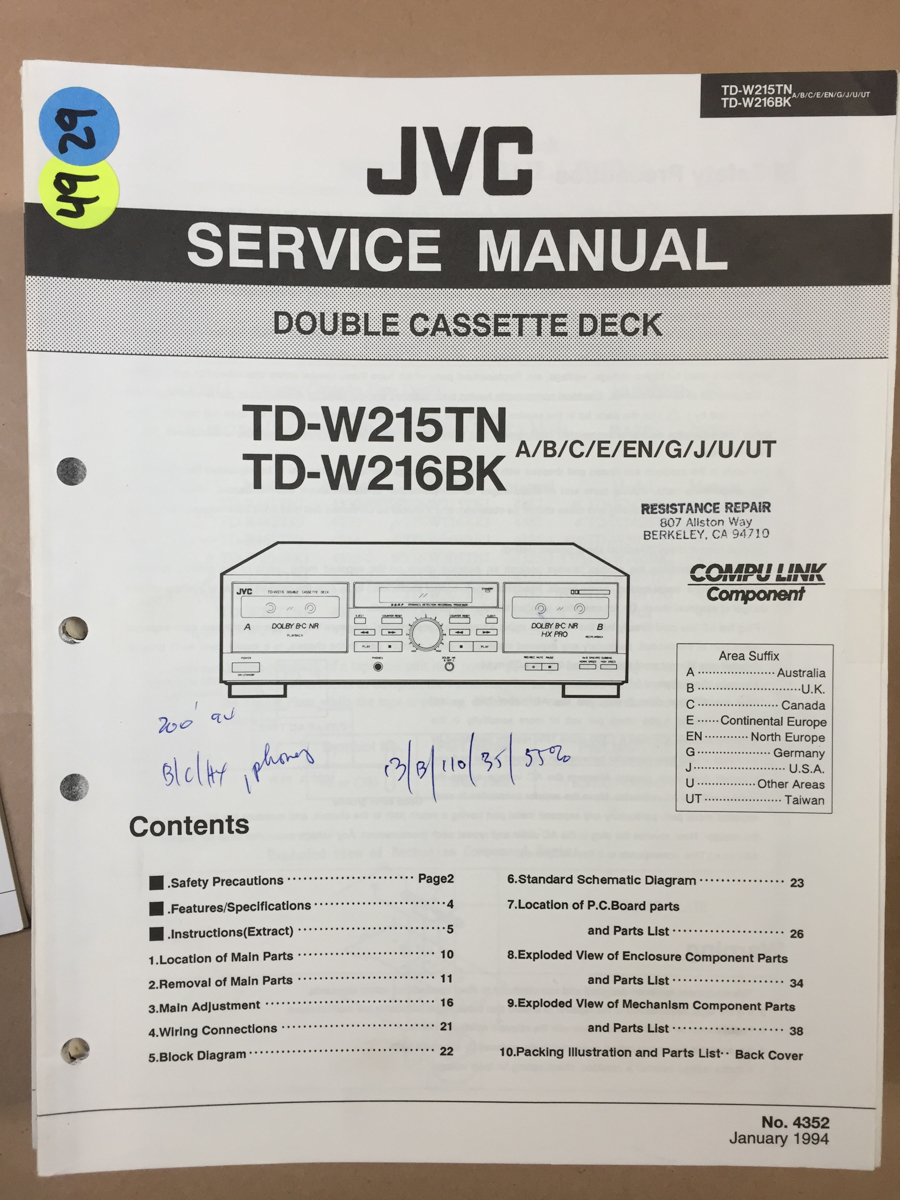 TD-W215TN
TD-W216BK A/B/C/E/EN/G/J/U/UT
29
49
JVC
SERVICE MANUAL
DOUBLE CASSETTE DECK
TD-W215TN
TD-W216BK A/B/C/E/EN/G/J/U/UT
RESISTANCE REPAIR
807 Allston Way
BERKELEY, CA 94710
COMPU LINK
Component
JVC
TD-W215 DOUBLE CASSETTE DECK
A
DOLBY B·C NR
DOLBY B·C NR
HX PRO
B
Area Suffix
A ······················· Australia
B ······························ U.K.
C ························ Canada
E ······ Continental Europe
EN ··········· North Europe
G ····················· Germany
J ··························· U.S.A.
U ················ Other Areas
UT ······················ Taiwan
B/C/HX, phones
Contents
■ .Safety Precautions ························ Page2
■ .Features/Specifications ························ 4
■ .Instructions(Extract) ························ 5
1.Location of Main Parts ························ 10
2.Removal of Main Parts ························ 11
3.Main Adjustment ························ 16
4.Wiring Connections ························ 21
5.Block Diagram ························ 22
6.Standard Schematic Diagram ················ 23
7.Location of P.C.Board parts
and Parts List ····················· 26
8.Exploded View of Enclosure Component Parts
and Parts List ····················· 34
9.Exploded View of Mechanism Component Parts
and Parts List ····················· 38
10.Packing Illustration and Parts List·· Back Cover
No. 4352
January 1994